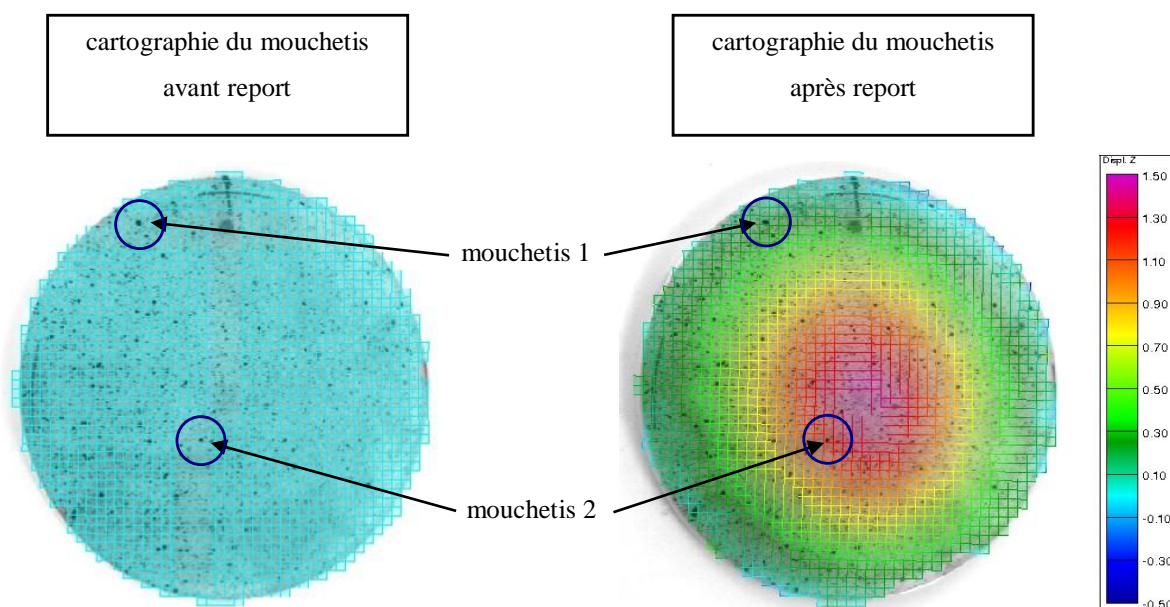 cartographie du mouchetis
avant report
cartographie du mouchetis
après report
mouchetis 1
mouchetis 2
Displ. Z
1.50
1.30
1.10
0.90
0.70
0.50
0.30
0.10
-0.10
-0.30
-0.50